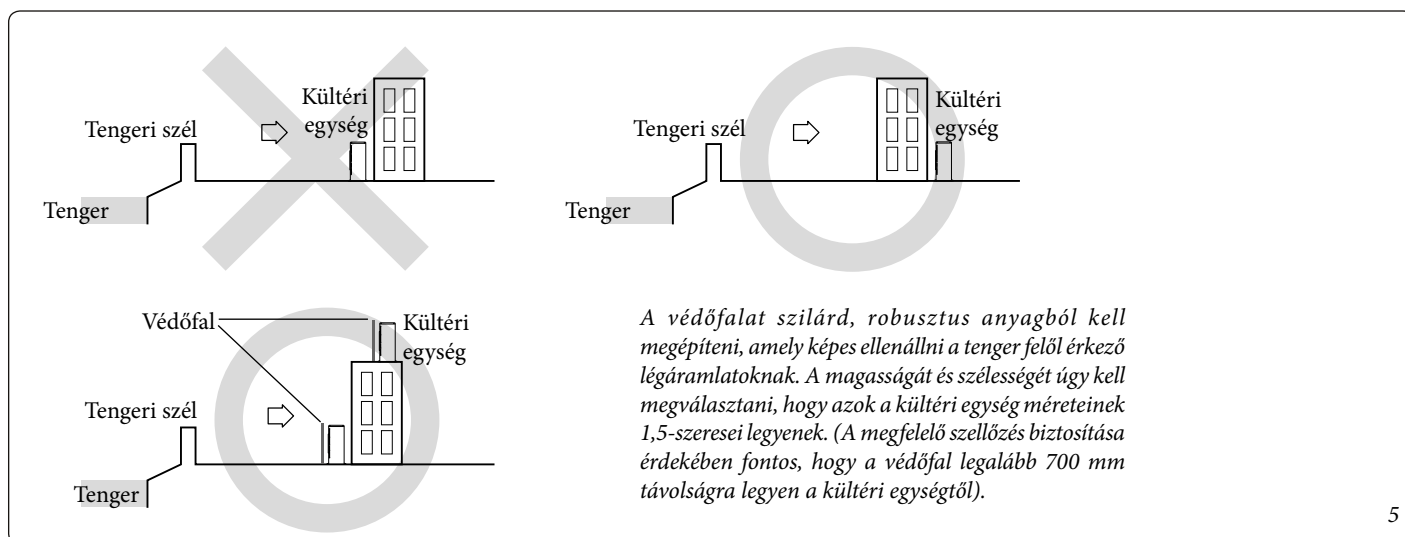 Kültéri
egység
Tengeri szél
Tenger
Kültéri
egység
Tengeri szél
Tenger
Védőfal
Kültéri
egység
Tengeri szél
Tenger
A védőfalat szilárd, robusztus anyagból kell
megépíteni, amely képes ellenállni a tenger felől érkező
légáramlatoknak. A magasságát és szélességét úgy kell
megválasztani, hogy azok a kültéri egység méreteinek
1,5-szeresei legyenek. (A megfelelő szellőzés biztosítása
érdekében fontos, hogy a védőfal legalább 700 mm
távolságra legyen a kültéri egységtől).
5